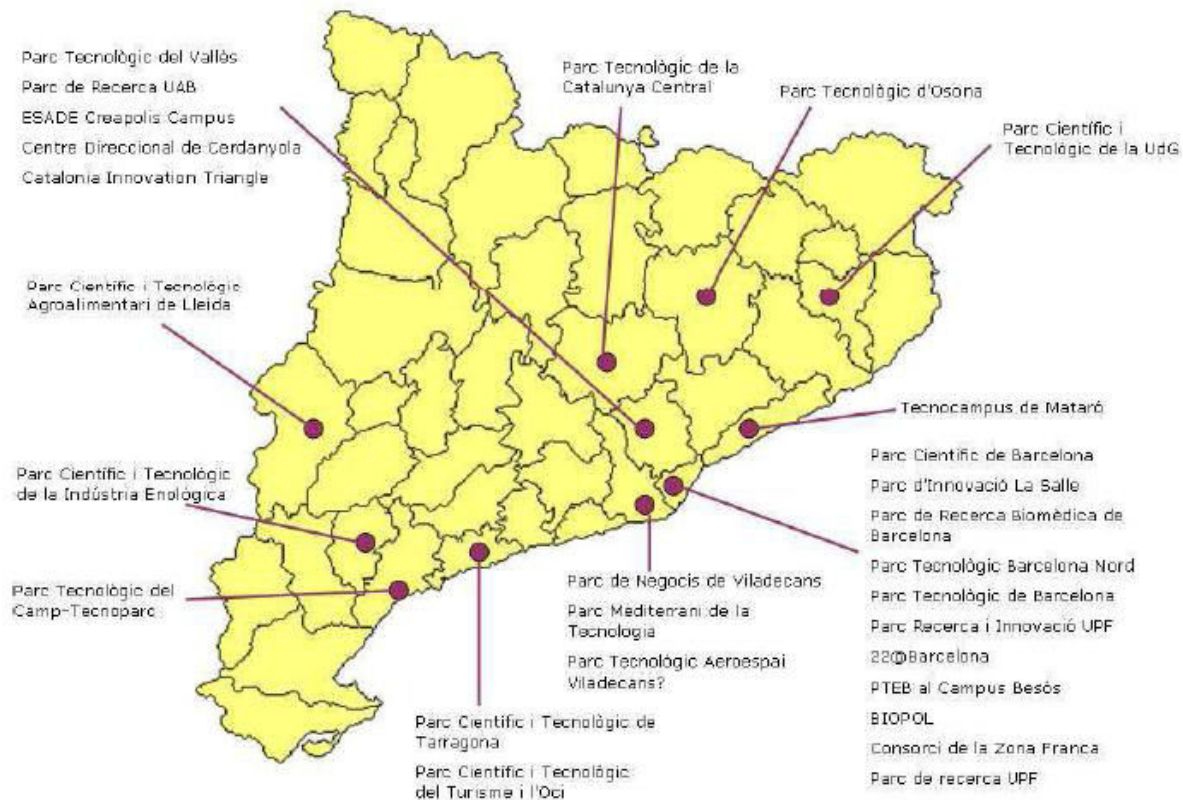 Parc Tecnològic del Vallès
Parc de Recerca UAB
ESADE Creapolis Campus
Centre Direccional de Cerdanyola
Catalonia Innovation Triangle
Parc Tecnològic de la
Catalunya Central
Parc Tecnològic d'Osona
Parc Científic i
Tecnològic de la UdG
Parc Científic i Tecnològic
Agroalimentari de Lleida
Tecnocampus de Mataró
Parc Científic i Tecnològic
de la Indústria Enològica
Parc Tecnològic del
Camp-Tecnoparc
Parc Científic de Barcelona
Parc d'Innovació La Salle
Parc de Recerca Biomèdica de
Barcelona
Parc Tecnològic Barcelona Nord
Parc Tecnològic de Barcelona
Parc Recerca i Innovació UPF
22@Barcelona
PTEB al Campus Besòs
BIOPOL
Consorci de la Zona Franca
Parc de recerca UPF
Parc de Negocis de Viladecans
Parc Mediterrani de la
Tecnologia
Parc Tecnològic Aeroespai
Viladecans?
Parc Científic i Tecnològic de
Tarragona
Parc Científic i Tecnològic
del Turisme i l'Oci